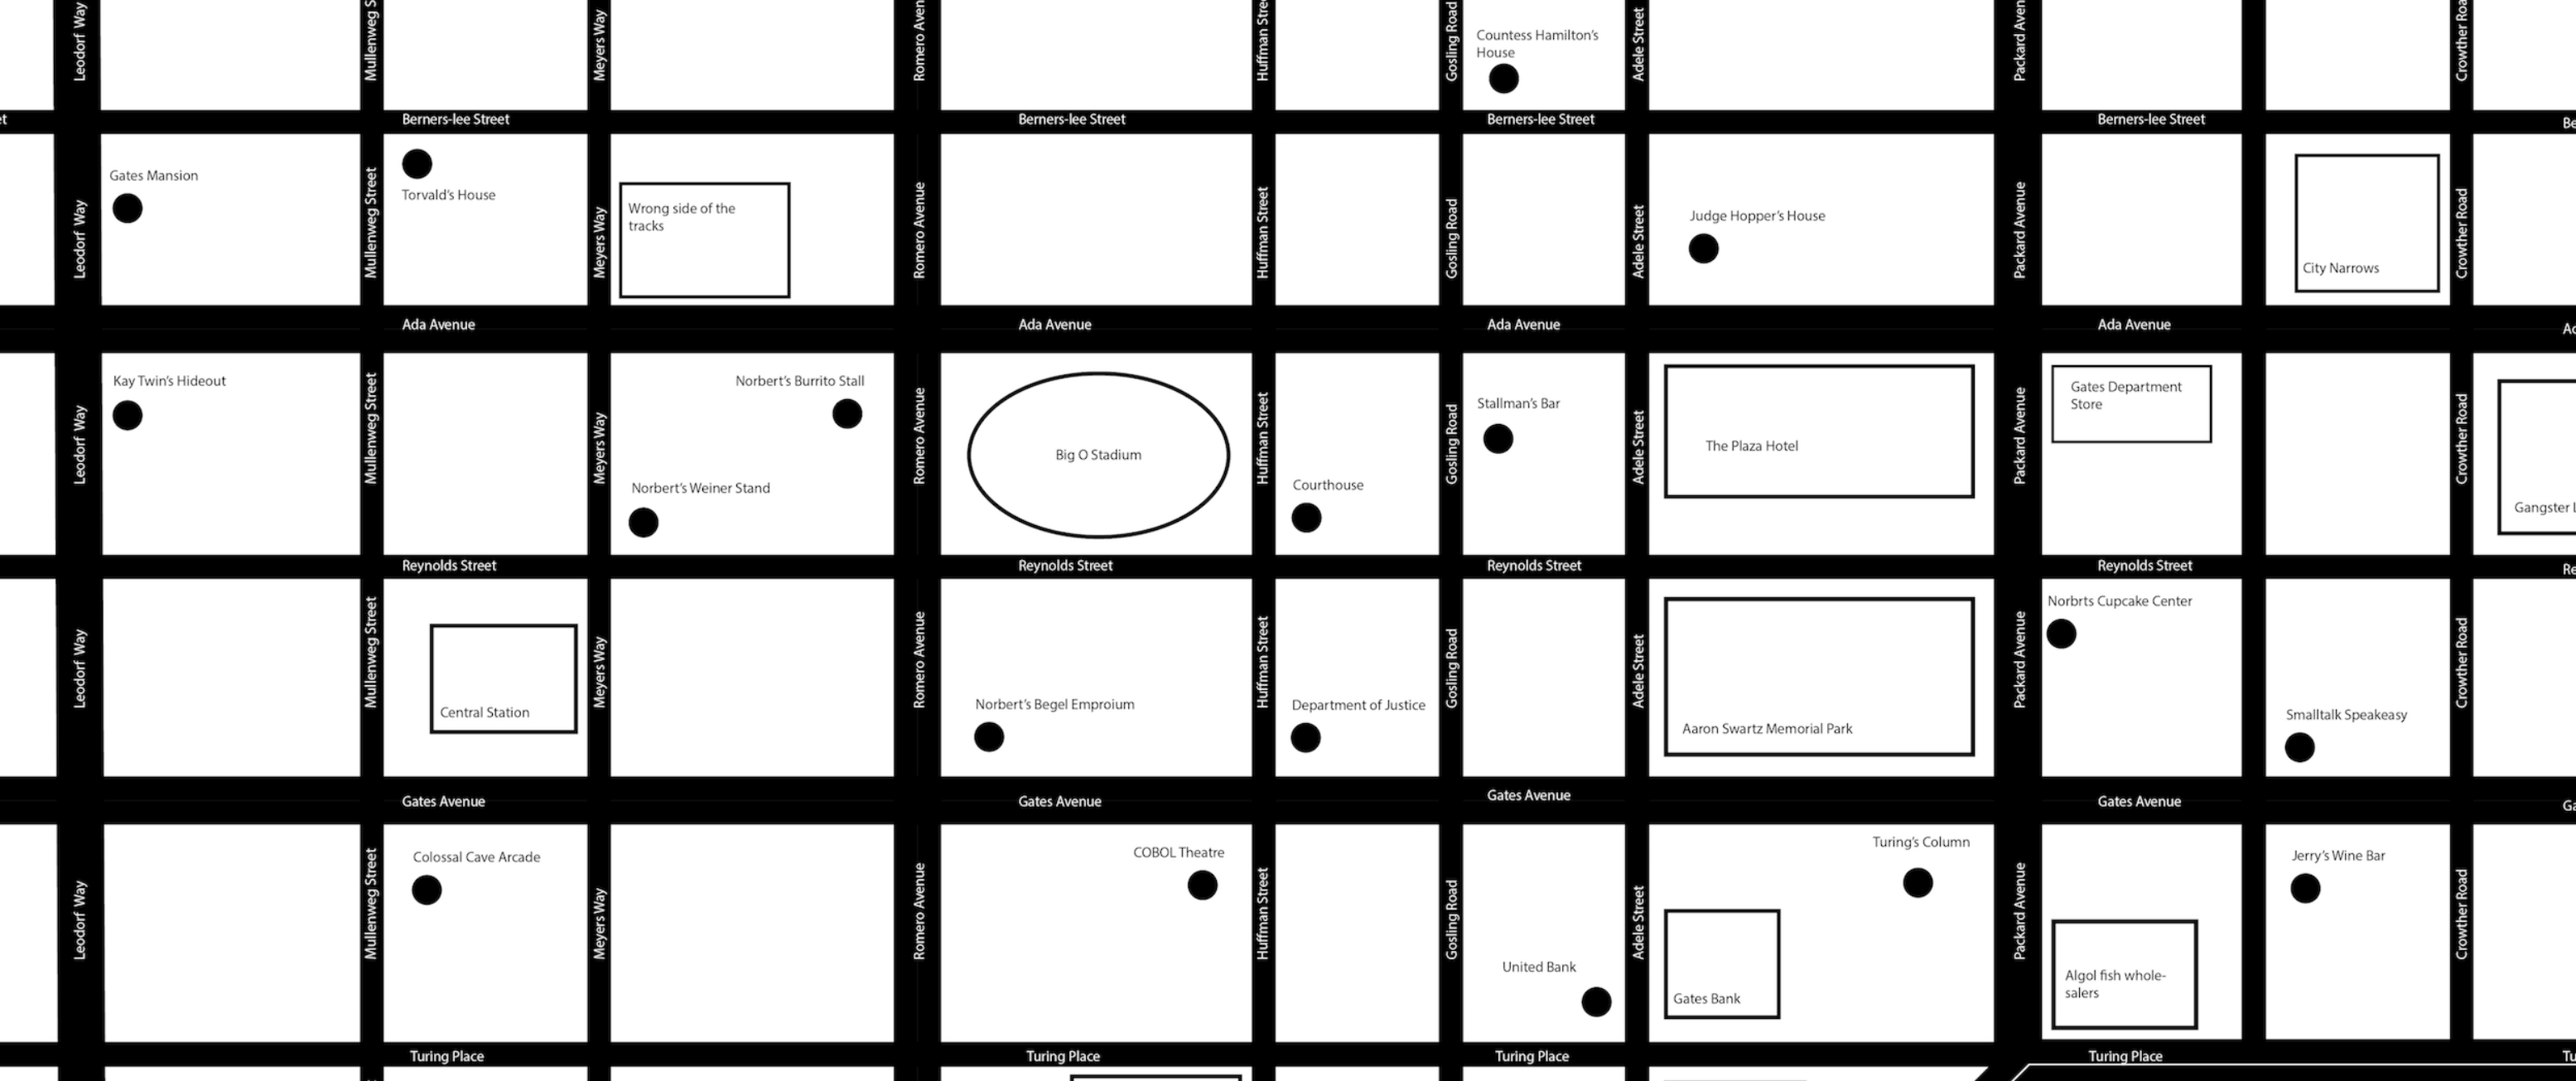 Leodorf Way
Mullenweg S
Meyers Way
Romero Aven
Huffman Stre
Gosling Road
Countess Hamilton's
House
Adele Street
Packard Aven
Crowther Roa
et
Berners-lee Street
Berners-lee Street
Berners-lee Street
Berners-lee Street
Be
Leodorf Way
Gates Mansion
Mullenweg Street
Torvald's House
Meyers Way
Wrong side of the
tracks
Romero Avenue
Huffman Street
Gosling Road
Adele Street
Judge Hopper's House
Packard Avenue
City Narrows
Crowther Road
Ada Avenue
Ada Avenue
Ada Avenue
Ada Avenue
Ad
Leodorf Way
Kay Twin's Hideout
Mullenweg Street
Meyers Way
Norbert's Burrito Stall
Norbert's Weiner Stand
Romero Avenue
Big O Stadium
Huffman Street
Courthouse
Gosling Road
Stallman's Bar
Adele Street
The Plaza Hotel
Packard Avenue
Gates Department
Store
Crowther Road
Gangster L
Reynolds Street
Reynolds Street
Reynolds Street
Reynolds Street
Re
Leodorf Way
Mullenweg Street
Central Station
Meyers Way
Romero Avenue
Norbert's Begel Emproium
Huffman Street
Department of Justice
Gosling Road
Adele Street
Aaron Swartz Memorial Park
Packard Avenue
Norbrts Cupcake Center
Smalltalk Speakeasy
Crowther Road
Gates Avenue
Gates Avenue
Gates Avenue
Gates Avenue
Ga
Leodorf Way
Mullenweg Street
Colossal Cave Arcade
Meyers Way
Romero Avenue
COBOL Theatre
Huffman Street
Gosling Road
United Bank
Adele Street
Turing's Column
Gates Bank
Packard Avenue
Algol fish whole-
salers
Jerry's Wine Bar
Crowther Road
Turing Place
Turing Place
Turing Place
Turing Place
Tu